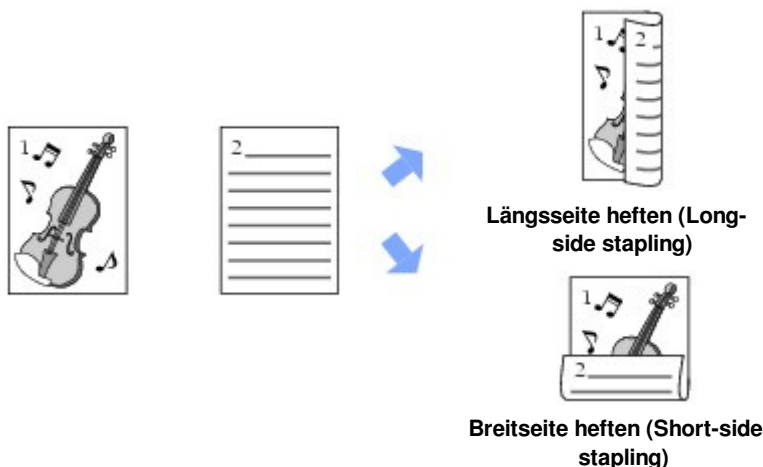 1
2
1
2
Längsseite heften (Long-
side stapling)
1
2
Breitseite heften (Short-side
stapling)